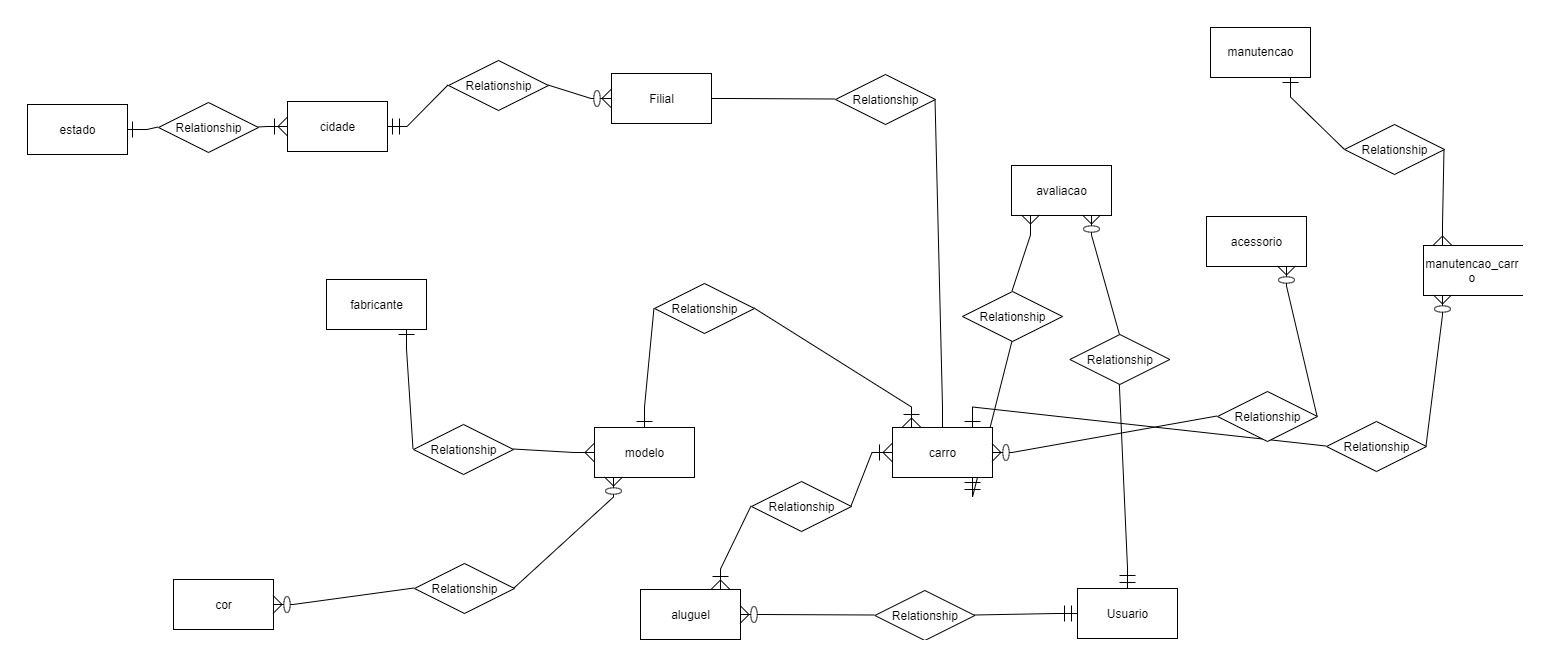 manutencao
Relationship
Filial
Relationship
estado
Relationship
cidade
Relationship
avaliacao
acessorio
manutencao_carr
o
fabricante
Relationship
Relationship
Relationship
Relationship
Relationship
modelo
carro
Relationship
Relationship
Relationship
cor
aluguel
Relationship
Usuario